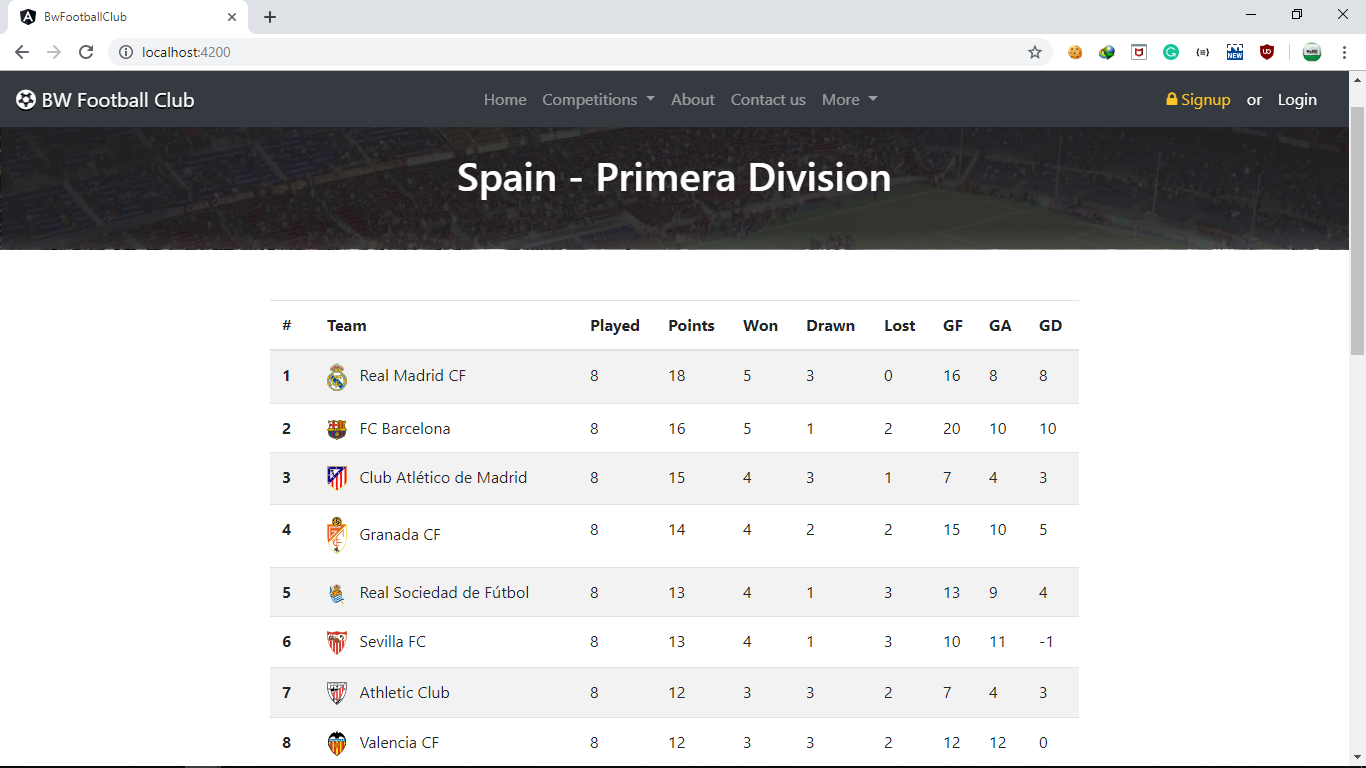 BwFootballClub
localhost:4200
NEW
BW Football Club Home Competitions About Contact us More Signup or Login
Spain - Primera Division
# Team Played Points Won Drawn Lost GF GA GD
1 Real Madrid CF 8 18 5 3 0 16 8 8
2 FC Barcelona 8 16 5 1 2 20 10 10
3 Club Atlético de Madrid 8 15 4 3 1 7 4 3
4 Granada CF 8 14 4 2 2 15 10 5
5 Real Sociedad de Fútbol 8 13 4 1 3 13 9 4
6 Sevilla FC 8 13 4 1 3 10 11 -1
7 Athletic Club 8 12 3 3 2 7 4 3
8 Valencia CF 8 12 3 3 2 12 12 0